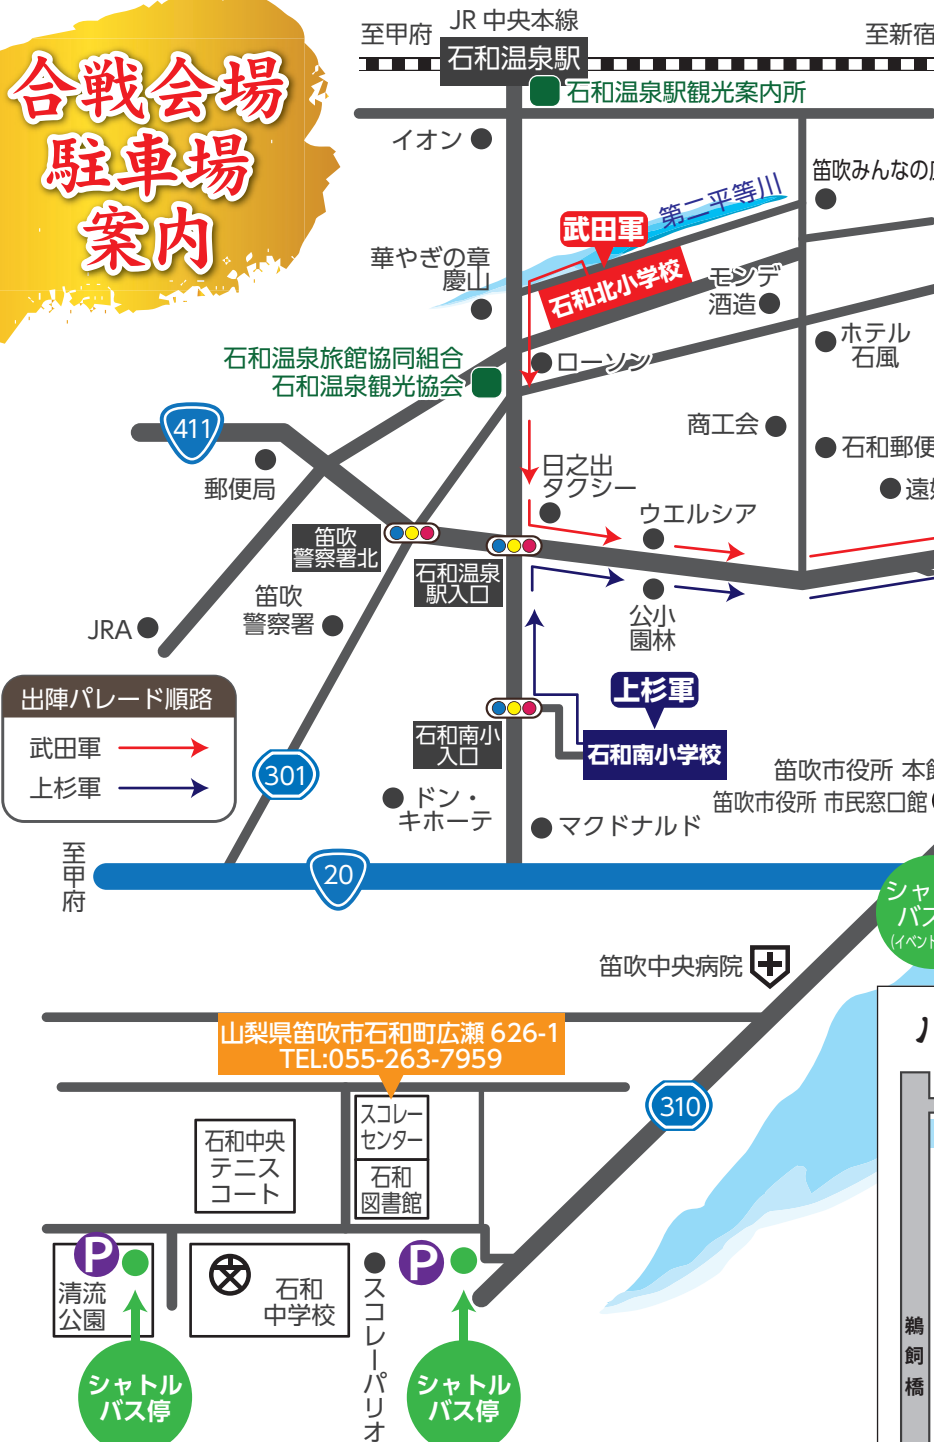 合戦会場
駐車場
案内
至甲府
JR 中央本線
至新宿
石和温泉駅
石和温泉駅観光案内所
イオン
笛吹みんなの
第二平等川
武田軍
石和北小学校
華やぎの章
慶山
モンデ
酒造
ホテル
石風
石和温泉旅館協同組合
石和温泉観光協会
ローソン
411
商工会
石和郵便
郵便局
日之出
タクシー
遠
ウエルシア
笛吹
警察署北
石和温泉
駅入口
笛吹
警察署
JRA
公小
園林
出陣パレード順路
武田軍
上杉軍
上杉軍
石和南小学校
石和南小
入口
301
笛吹市役所 本館
笛吹市役所 市民窓口館
ドン・
キホーテ
マクドナルド
至甲府
20
シャ
バス
(イベント
笛吹中央病院
山梨県笛吹市石和町広瀬 626-1
TEL:055-263-7959
310
スコレー
センター
石和
図書館
石和中央
テニス
コート
P
清流
公園
石和
中学校
スコレーパリオ
P
シャトル
バス停
シャトル
バス停
鵜飼橋